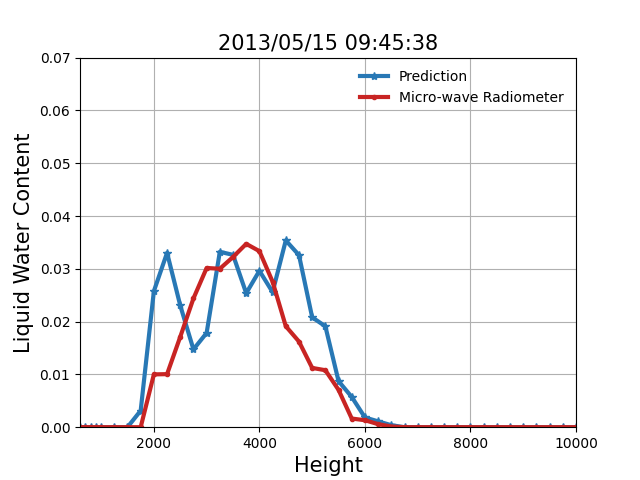 2013/05/15 09:45:38
0.07
0.06
0.05
0.04
0.03
0.02
0.01
0.00
Liquid Water Content
Prediction
Micro-wave Radiometer
2000 4000 6000 8000 10000
Height